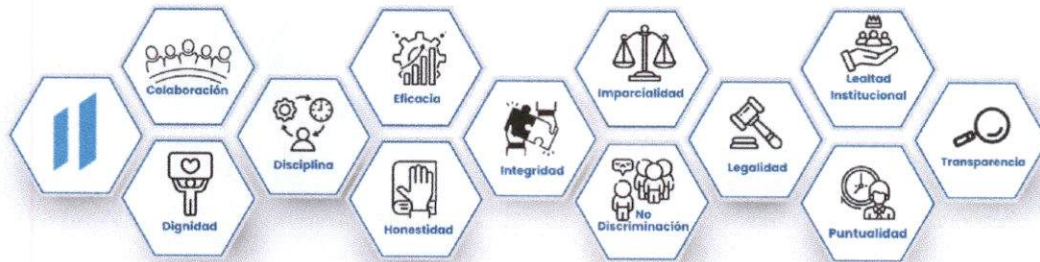 Colaboración
Dignidad
Disciplina
Eficacia
Honestidad
Integridad
Imparcialidad
No
Discriminación
Legalidad
Lealtad
Institucional
Puntualidad
Transparencia